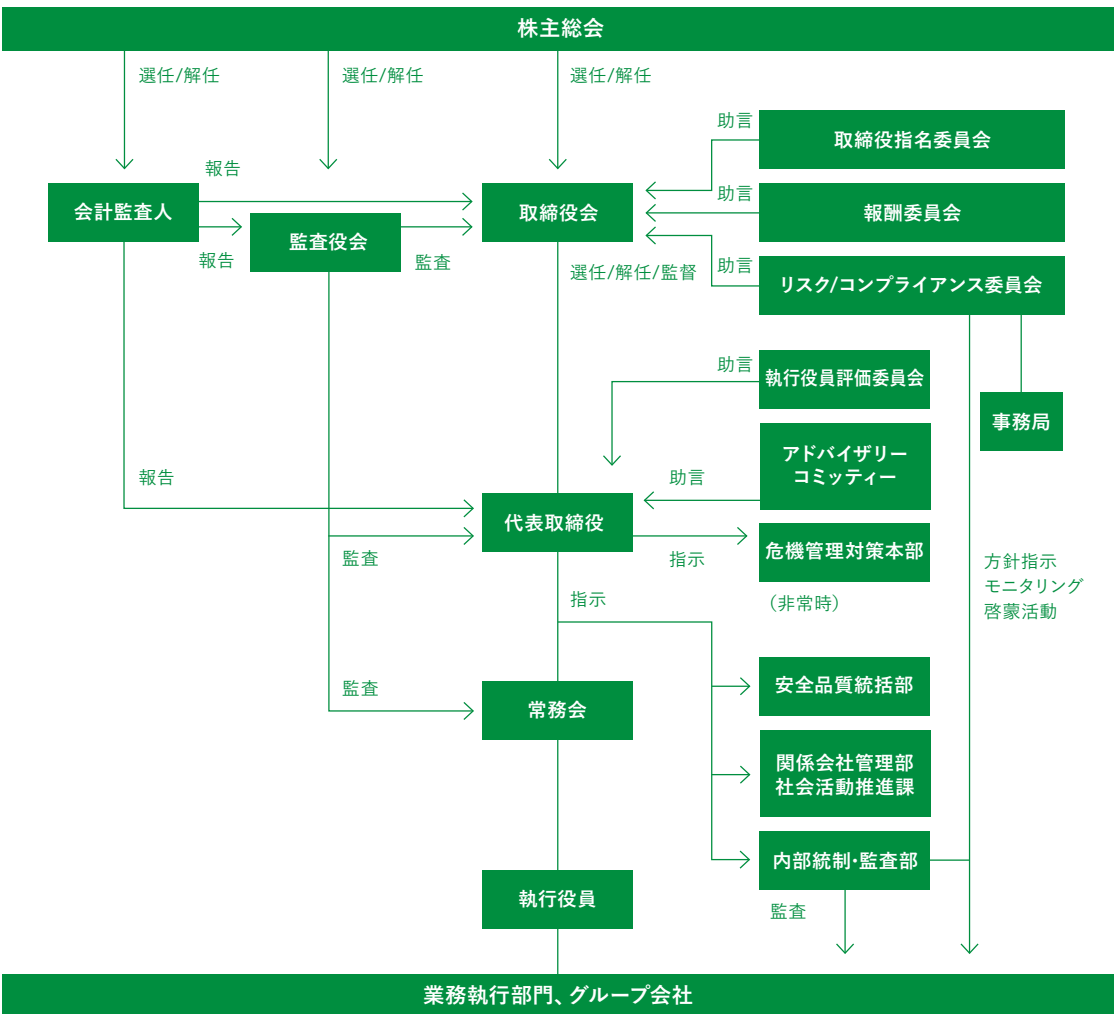 株主総会
選任/解任
選任/解任
選任/解任
助言
取締役指名委員会
報告
会計監査人
取締役会
助言
報酬委員会
監査役会
報告
監査
選任/解任/監督
助言
リスク/コンプライアンス委員会
助言
執行役員評価委員会
事務局
アドバイザリー
コミッティー
報告
助言
代表取締役
監査
指示
危機管理対策本部
(非常時)
方針指示
モニタリング
啓蒙活動
指示
安全品質統括部
監査
常務会
関係会社管理部
社会活動推進課
内部統制・監査部
執行役員
監査
業務執行部門、グループ会社